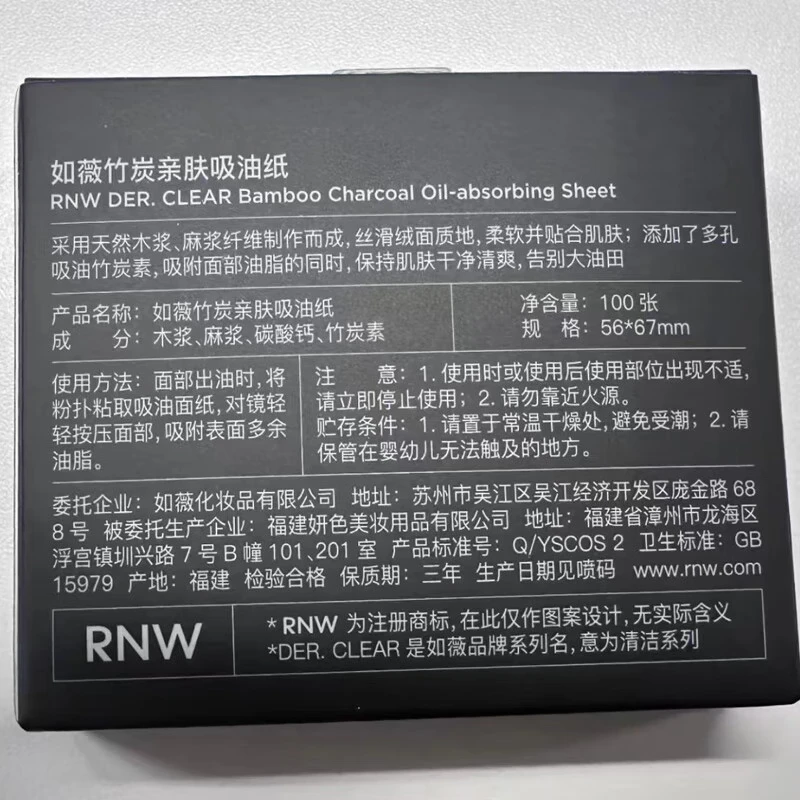 如薇竹炭亲肤吸油纸
RNW DER. CLEAR Bamboo Charcoal Oil-absorbing Sheet
采用天然木浆、麻浆纤维制作而成，丝滑绒面质地，柔软并贴合肌肤；添加了多孔
吸油竹炭素，吸附面部油脂的同时，保持肌肤干净清爽，告别大油田
产品名称：如薇竹炭亲肤吸油纸
成 分：木浆、麻浆、碳酸钙、竹炭素
净含量：100 张
规 格：56*67mm
使用方法：面部出油时，将
粉扑粘取吸油面纸，对镜轻
轻按压面部，吸附表面多余
油脂。
注 意：1. 使用时或使用后使用部位出现不适，
请立即停止使用；2. 请勿靠近火源。
贮存条件：1. 请置于常温干燥处，避免受潮；2. 请
保管在婴幼儿无法触及的地方。
委托企业：如薇化妆品有限公司 地址：苏州市吴江区吴江经济开发区庞金路 68
8 号 被委托生产企业：福建妍色美妆用品有限公司 地址：福建省漳州市龙海区
浮宫镇圳兴路 7 号 B 幢 101、201 室 产品标准号：Q/YSCOS 2 卫生标准：GB
15979 产地：福建 检验合格 保质期：三年 生产日期见喷码 www.rnw.com
RNW
* RNW 为注册商标，在此仅作图案设计，无实际含义
*DER. CLEAR 是如薇品牌系列名，意为清洁系列